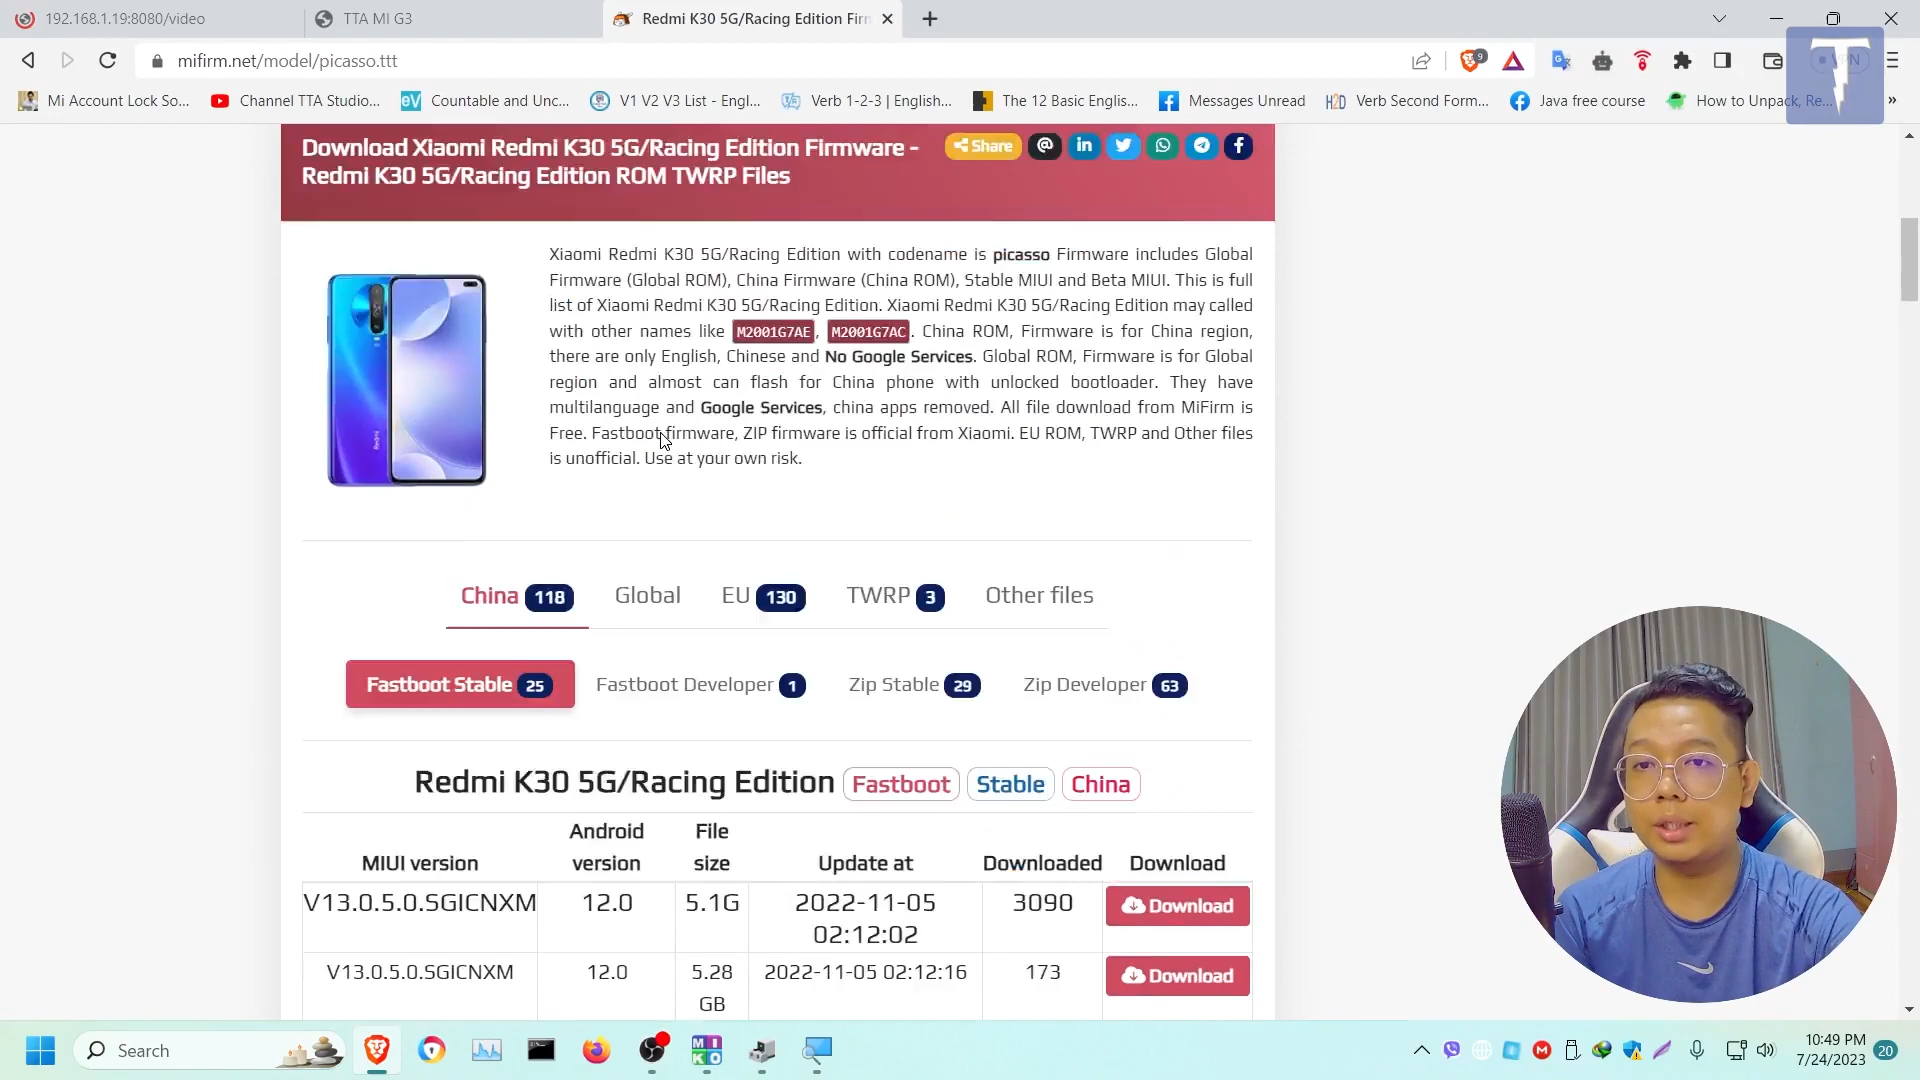 192.168.1.19:8080/video
TTA MI G3
Redmi K30 5G/Racing Edition Firm
mifirm.net/model/picasso.ttt
9
VPN
Mi Account Lock So...
Channel TTA Studio...
Countable and Unc...
V1 V2 V3 List - Engl...
Verb 1-2-3 | English...
The 12 Basic Englis...
Messages Unread
Verb Second Form...
Java free course
How to Unpack, Re...
Download Xiaomi Redmi K30 5G/Racing Edition Firmware -
Redmi K30 5G/Racing Edition ROM TWRP Files
Share
Xiaomi Redmi K30 5G/Racing Edition with codename is picasso Firmware includes Global
Firmware (Global ROM), China Firmware (China ROM), Stable MIUI and Beta MIUI. This is full
list of Xiaomi Redmi K30 5G/Racing Edition. Xiaomi Redmi K30 5G/Racing Edition may called
with other names like M2001G7AE, M2001G7AC. China ROM, Firmware is for China region,
there are only English, Chinese and No Google Services. Global ROM, Firmware is for Global
region and almost can flash for China phone with unlocked bootloader. They have
multilanguage and Google Services, china apps removed. All file download from MiFirm is
Free. Fastboot firmware, ZIP firmware is official from Xiaomi. EU ROM, TWRP and Other files
is unofficial. Use at your own risk.
China 118 Global EU 130 TWRP 3 Other files
Fastboot Stable 25 Fastboot Developer 1 Zip Stable 29 Zip Developer 63
Redmi K30 5G/Racing Edition Fastboot Stable China
MIUI version Android version File size Update at Downloaded Download
V13.0.5.0.SGICNXM 12.0 5.1G 2022-11-05 02:12:02 3090 Download
V13.0.5.0.SGICNXM 12.0 5.28 GB 2022-11-05 02:12:16 173 Download
Search
MI
KO
10:49 PM
7/24/2023
20